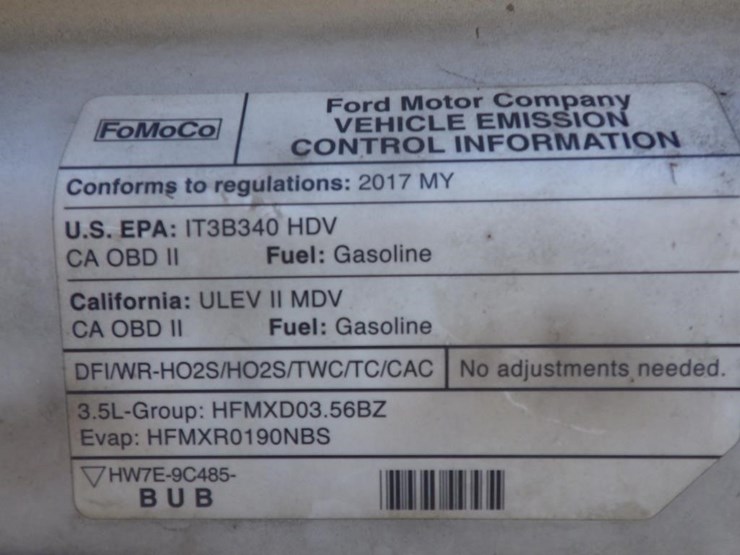 FoMoCo
Ford Motor Company
VEHICLE EMISSION
CONTROL INFORMATION
Conforms to regulations: 2017 MY
U.S. EPA: IT3B340 HDV
CA OBD II Fuel: Gasoline
California: ULEV II MDV
CA OBD II Fuel: Gasoline
DFI/WR-HO2S/HO2S/TWC/TC/CAC No adjustments needed.
3.5L-Group: HFMXD03.56BZ
Evap: HFMXR0190NBS
▽HW7E-9C485-
BUB